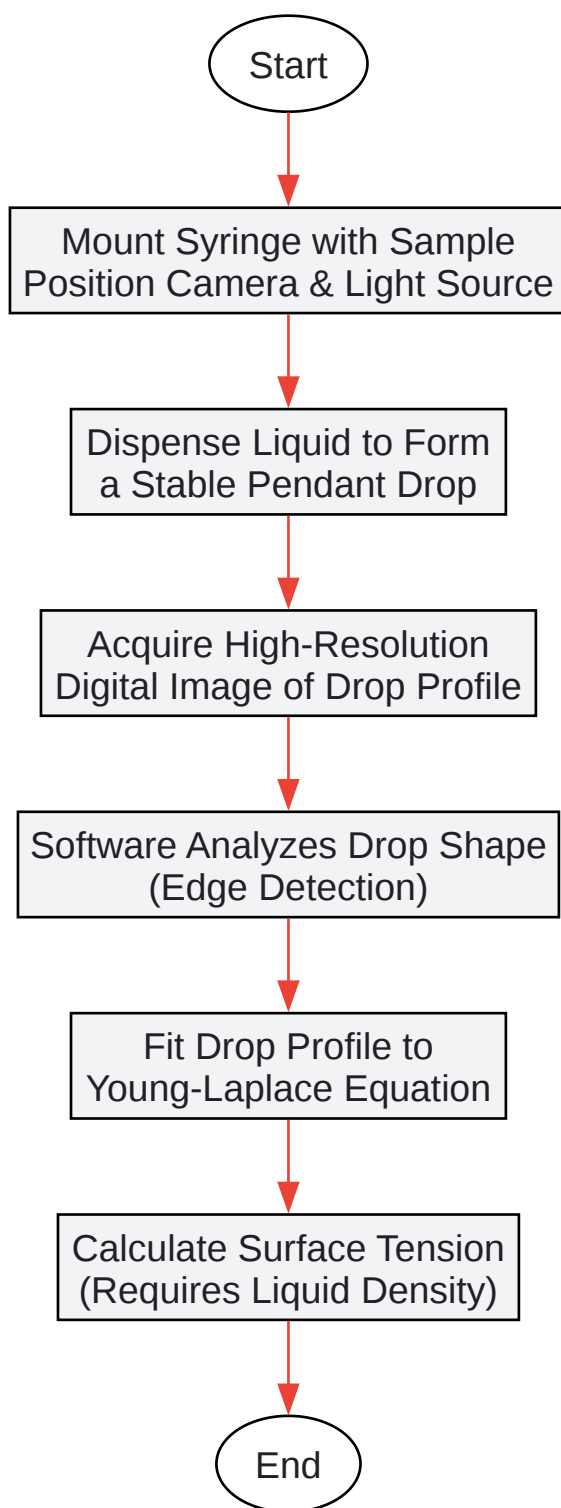 Start
Mount Syringe with Sample
Position Camera & Light Source
Dispense Liquid to Form
a Stable Pendant Drop
Acquire High-Resolution
Digital Image of Drop Profile
Software Analyzes Drop Shape
(Edge Detection)
Fit Drop Profile to
Young-Laplace Equation
Calculate Surface Tension
(Requires Liquid Density)
End